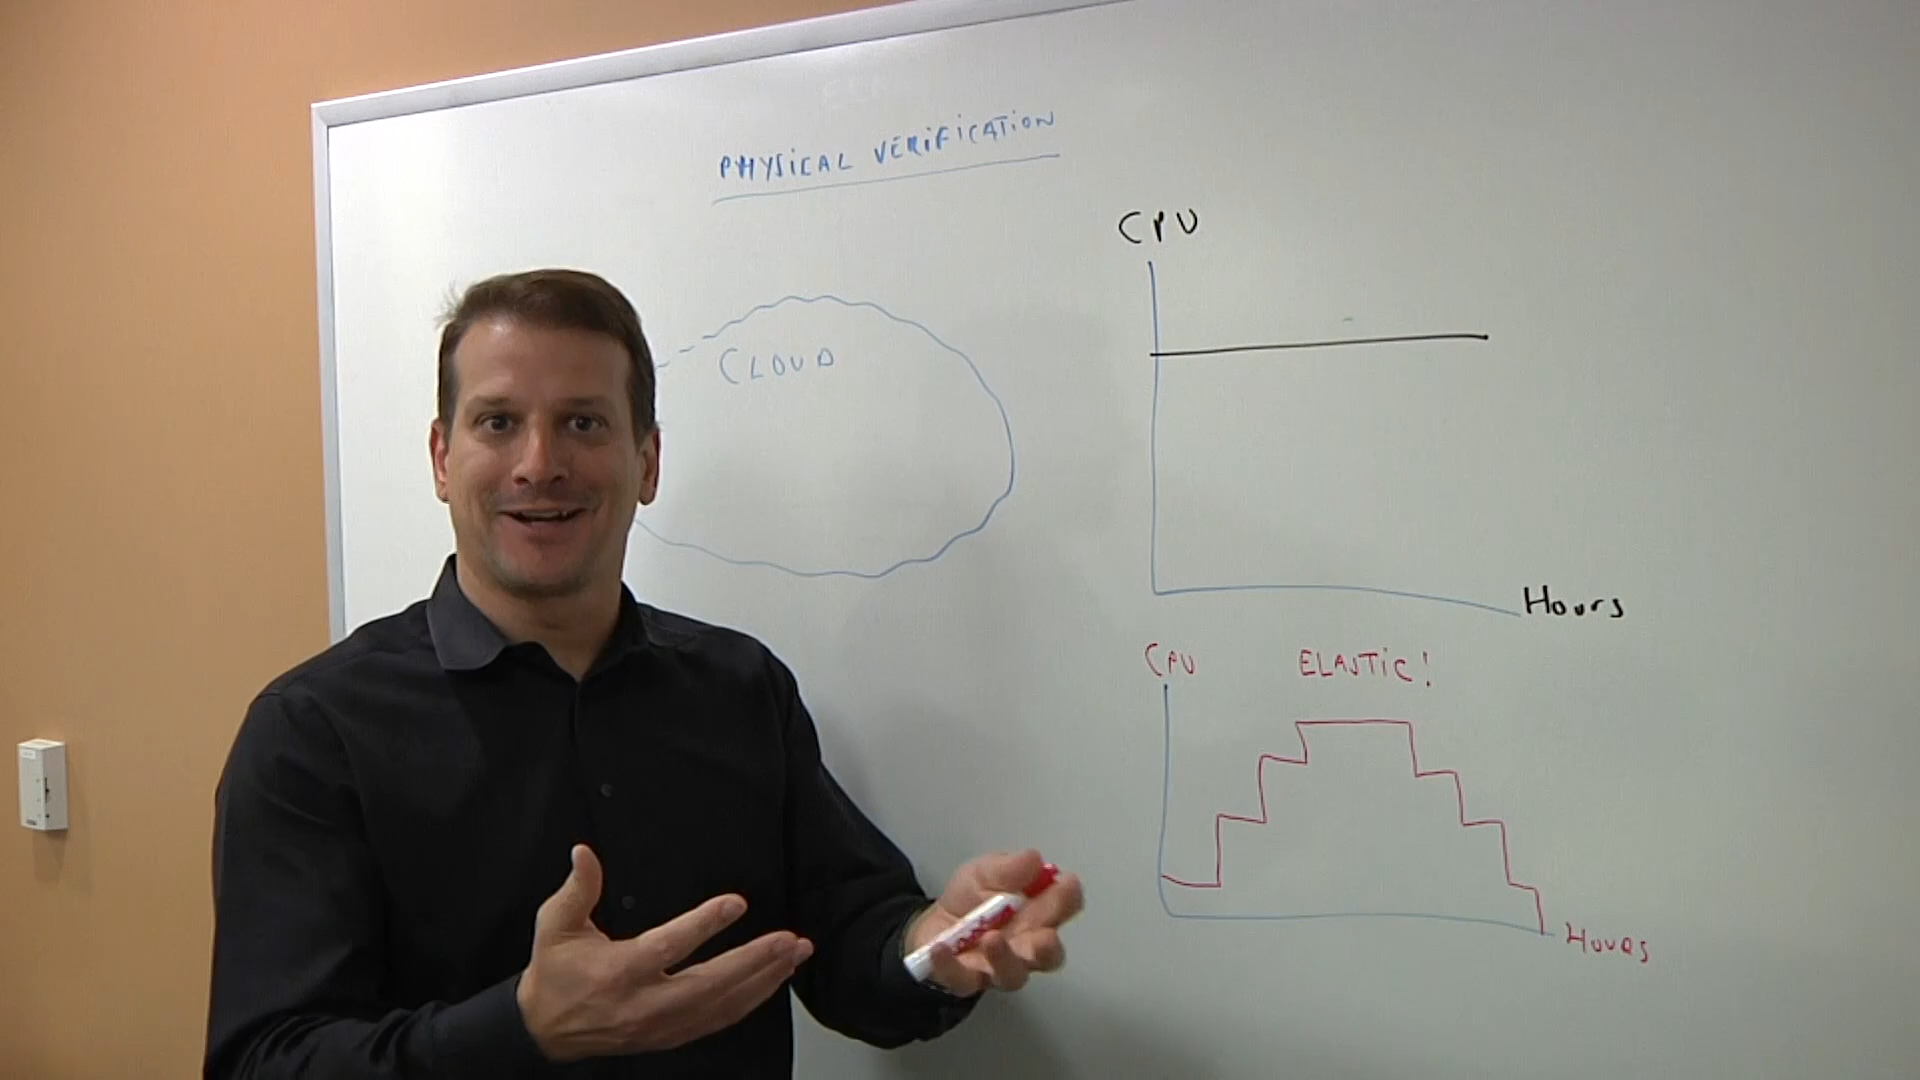 PHYSICAL VERIFICATION
CLOUD
CPU
Hours
CPU
ELASTIC!
HOURS